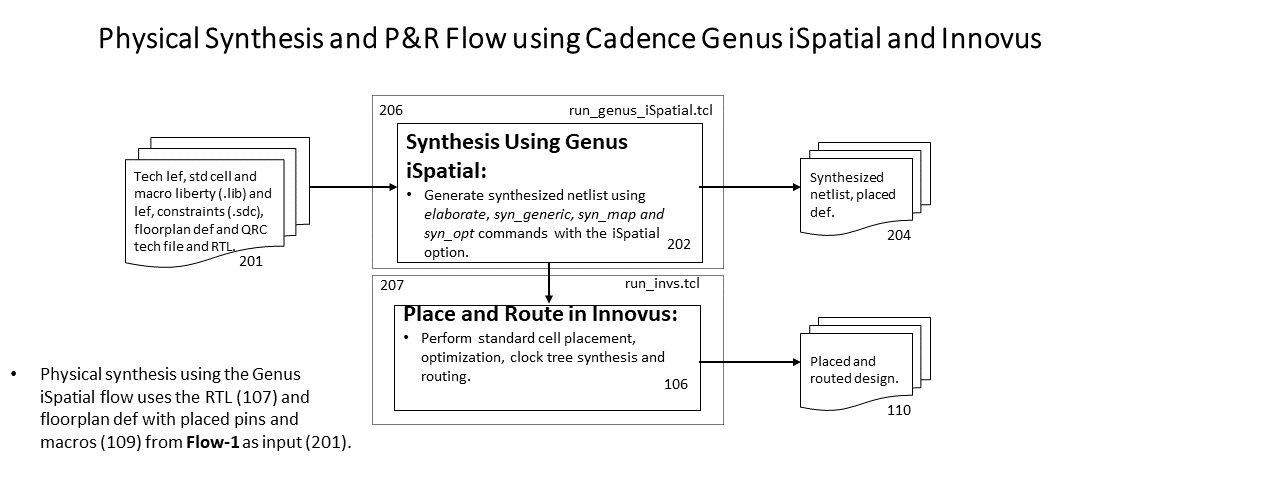 Physical Synthesis and P&R Flow using Cadence Genus iSpatial and Innovus
206
run_genus_iSpatial.tcl
Tech lef, std cell and
macro liberty (.lib) and
lef, constraints (.sdc),
floorplan def and QRC
tech file and RTL.
201
Synthesis Using Genus
iSpatial:
• Generate synthesized netlist using
elaborate, syn_generic, syn_map and
syn_opt commands with the iSpatial
option.
202
Synthesized
netlist, placed
def.
204
207
run_invs.tcl
Place and Route in Innovus:
• Perform standard cell placement,
optimization, clock tree synthesis and
routing.
106
Placed and
routed design.
110
• Physical synthesis using the Genus
iSpatial flow uses the RTL (107) and
floorplan def with placed pins and
macros (109) from Flow-1 as input (201).